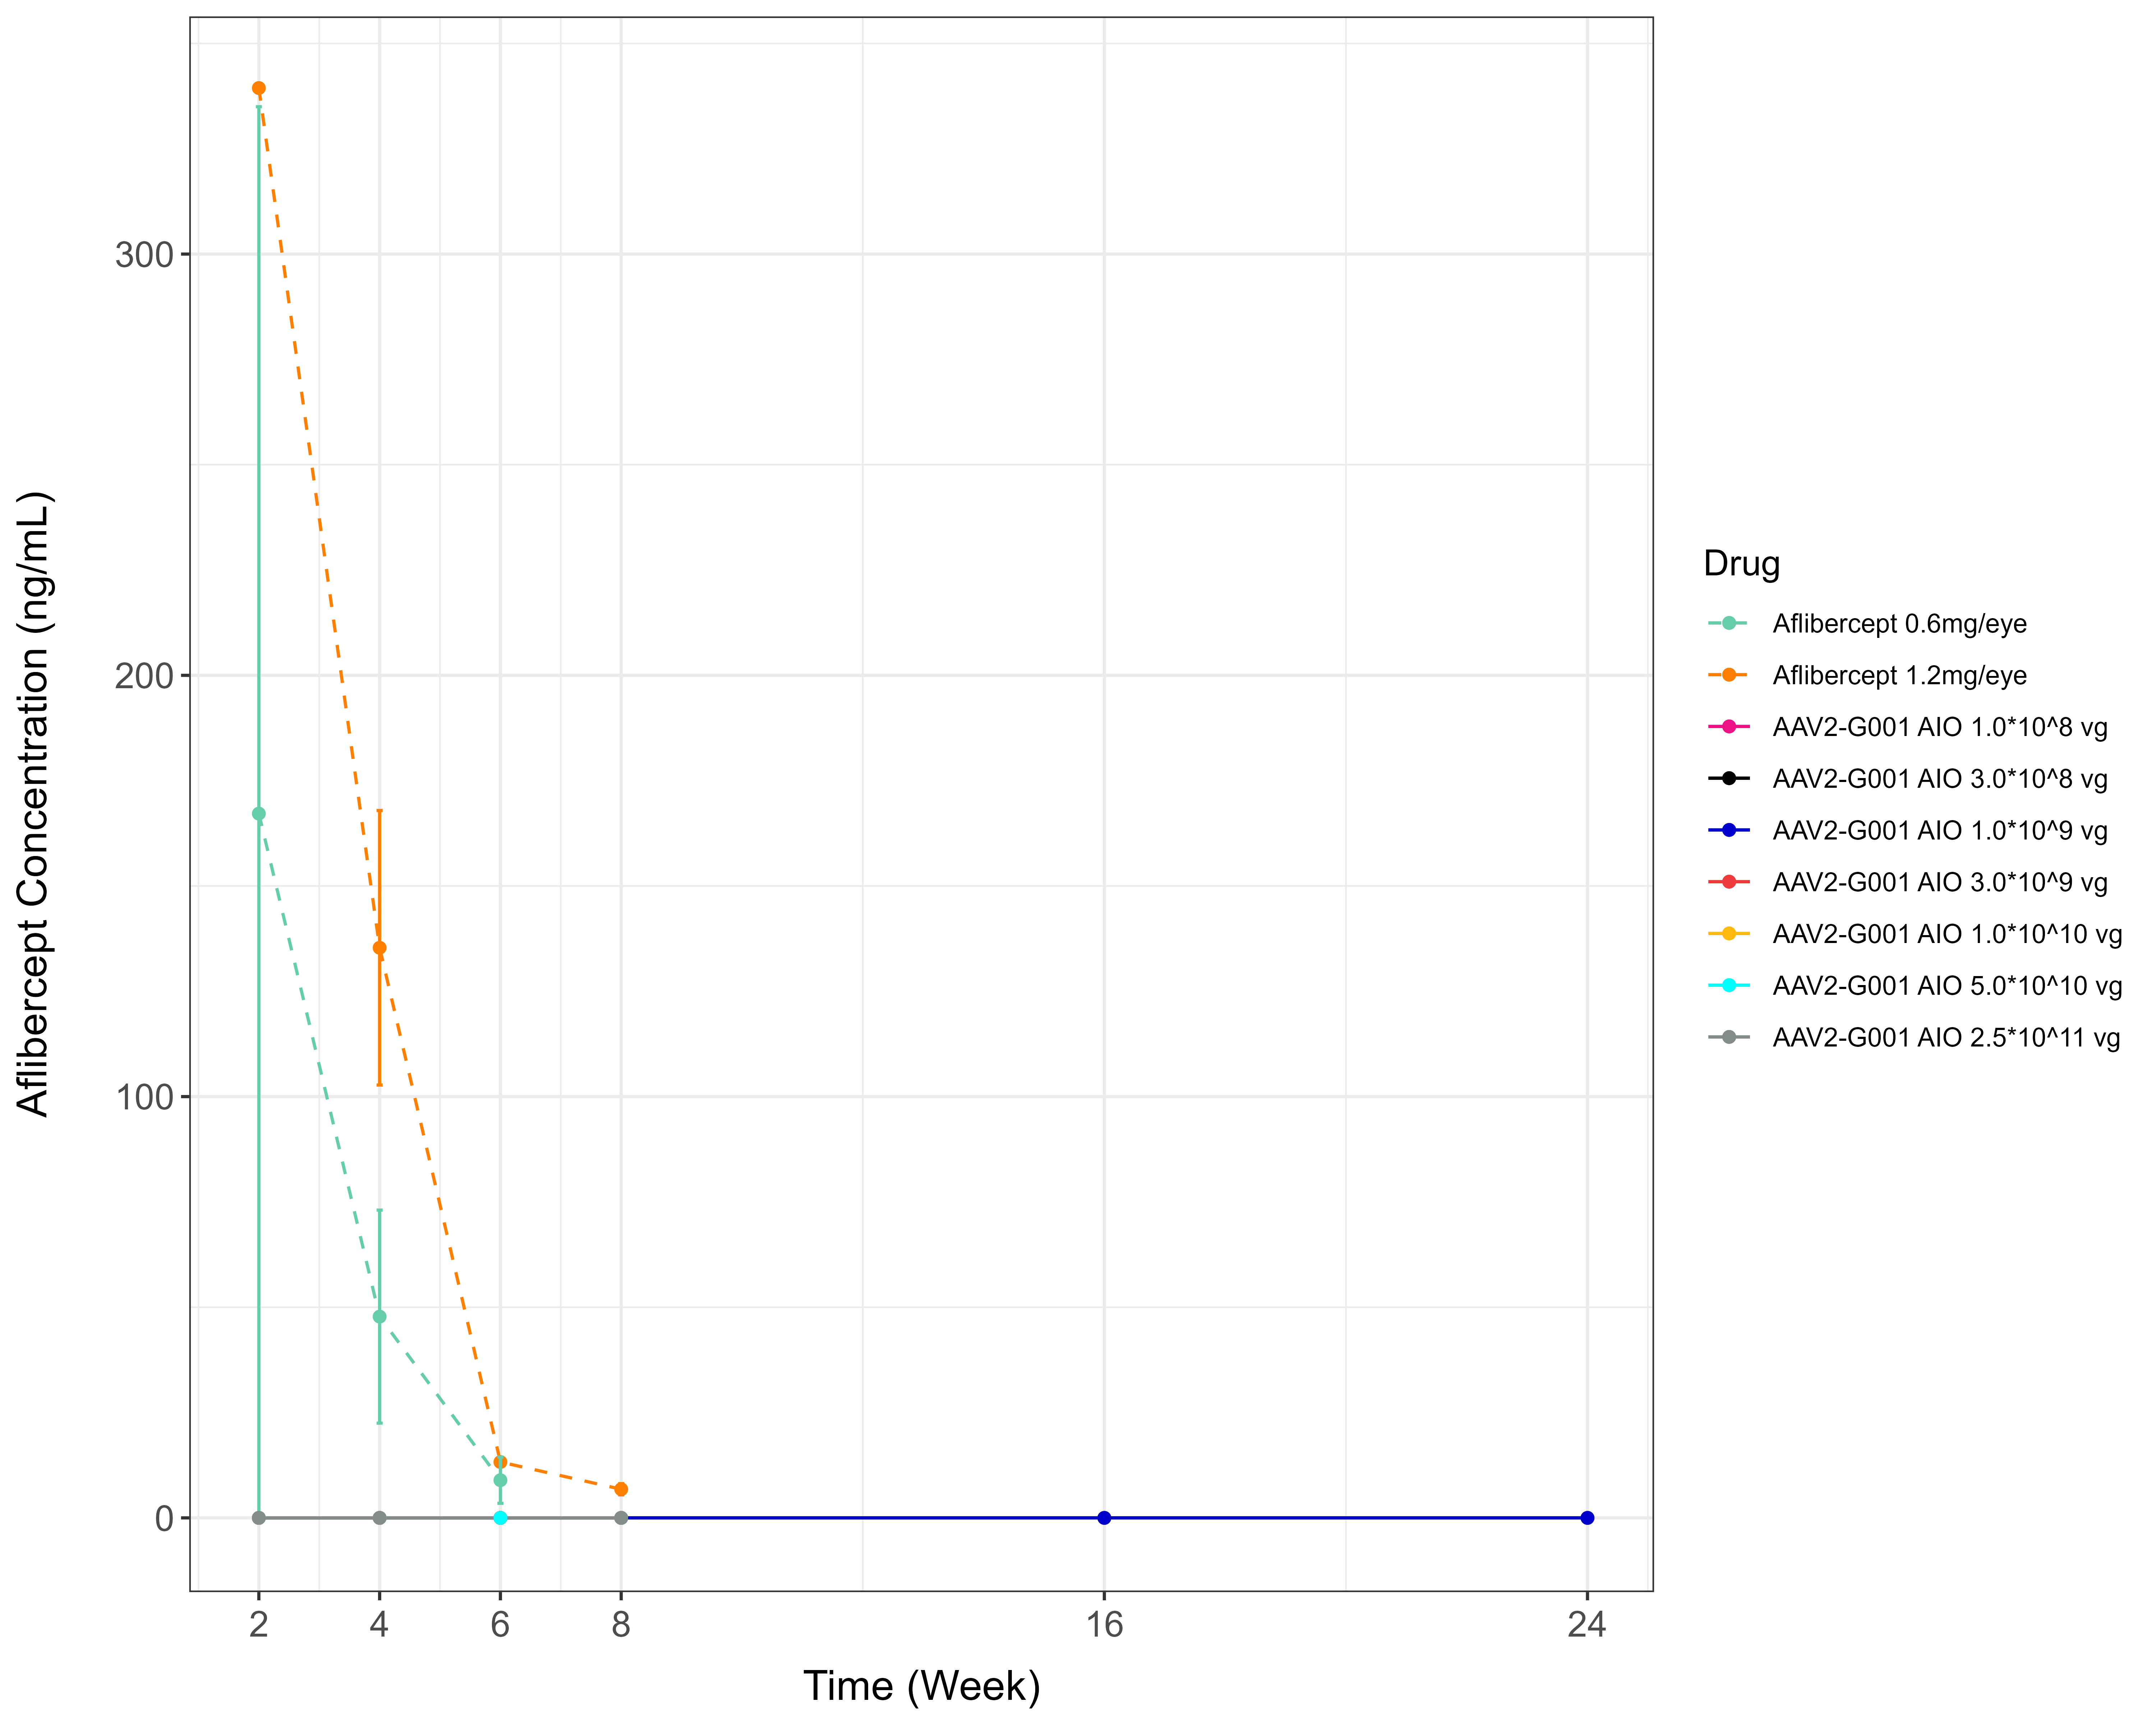 Aflibercept Concentration (ng/mL)
300
200
100
0
2 4 6 8 16 24
Time (Week)
Drug
Aflibercept 0.6mg/eye
Aflibercept 1.2mg/eye
AAV2-G001 AIO 1.0*10^8 vg
AAV2-G001 AIO 3.0*10^8 vg
AAV2-G001 AIO 1.0*10^9 vg
AAV2-G001 AIO 3.0*10^9 vg
AAV2-G001 AIO 1.0*10^10 vg
AAV2-G001 AIO 5.0*10^10 vg
AAV2-G001 AIO 2.5*10^11 vg